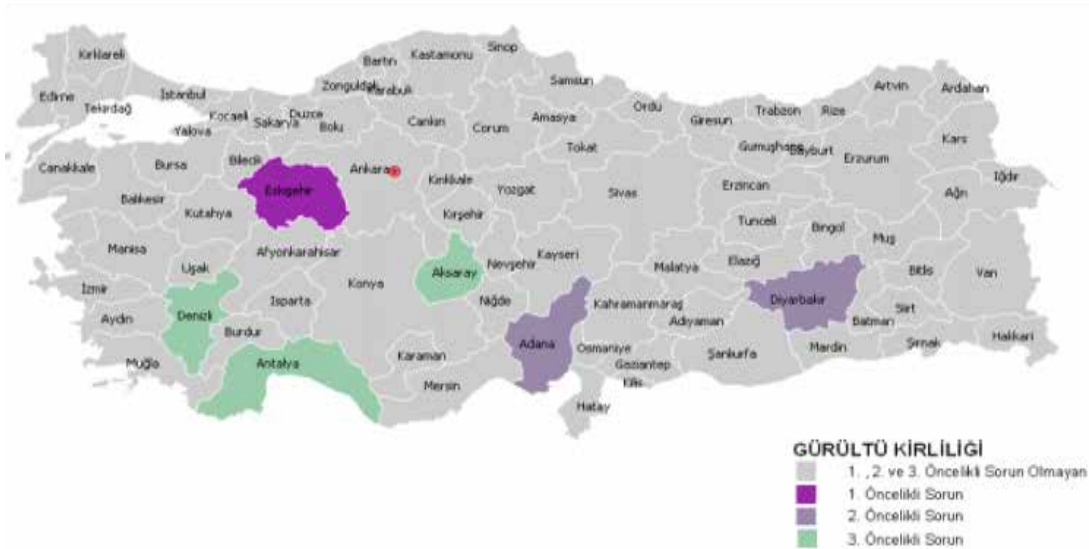 Kırklareli
Edirne
Tekirdağ
İstanbul
Kocaeli
Yalova
Sakarya
Duzce
Bolu
Zonguldak
Bartın
Karabuk
Kastamonu
Sinop
Samsun
Cankırı
Corum
Amasya
Ordu
Tokat
Giresun
Trabzon
Rize
Artvin
Ardahan
Kars
Gumuşhane
Bayburt
Erzurum
Iğdır
Ağrı
Canakkale
Bursa
Bilecik
Eskişehir
Ankara
Kırıkkale
Yozgat
Sivas
Erzincan
Balıkesir
Kutahya
Kırşehir
Tunceli
Bingol
Muş
Manisa
Uşak
Afyonkarahisar
Konya
Aksaray
Nevşehir
Kayseri
Malatya
Elazığ
Bitlis
Van
İzmir
Aydın
Denizli
Isparta
Burdur
Niğde
Kahramanmaraş
Adıyaman
Diyarbakır
Batman
Siirt
Şırnak
Hakkari
Muğla
Antalya
Karaman
Mersin
Adana
Osmaniye
Gaziantep
Kilis
Hatay
Şanlıurfa
Mardin
GÜRÜLTÜ KİRLİLİĞİ
1. ,2. ve 3. Öncelikli Sorun Olmayan
1. Öncelikli Sorun
2. Öncelikli Sorun
3. Öncelikli Sorun